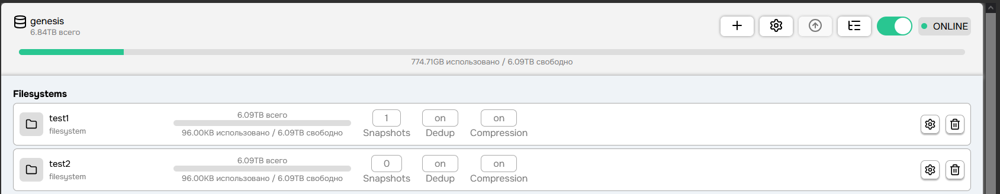 genesis
6.84TB всего
ONLINE
774.71GB использовано / 6.09TB свободно
Filesystems
test1
filesystem
6.09TB всего
96.00KB использовано / 6.09TB свободно
1
Snapshots
on
Dedup
on
Compression
test2
filesystem
6.09TB всего
96.00KB использовано / 6.09TB свободно
0
Snapshots
on
Dedup
on
Compression